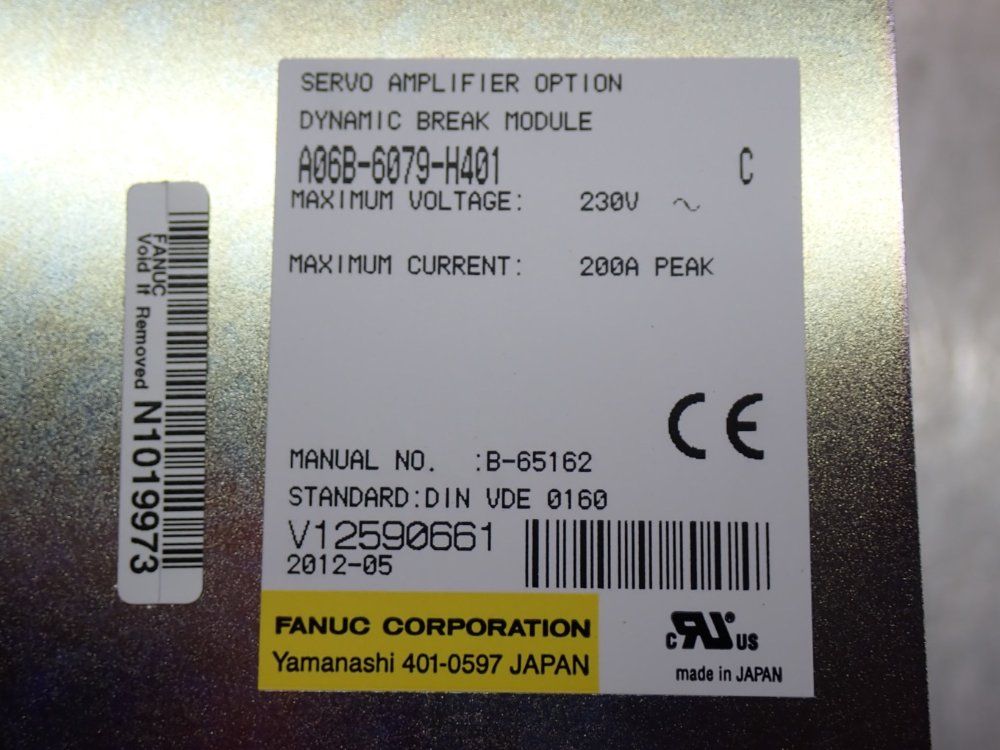 SERVO AMPLIFIER OPTION
DYNAMIC BREAK MODULE
A06B-6079-H401 C
MAXIMUM VOLTAGE: 230V ~
MAXIMUM CURRENT: 200A PEAK
CE
MANUAL NO. :B-65162
STANDARD:DIN VDE 0160
V12590661
2012-05
FANUC CORPORATION
Yamanashi 401-0597 JAPAN
c RU® US
made in JAPAN
FANUC
Void If Removed N1019973